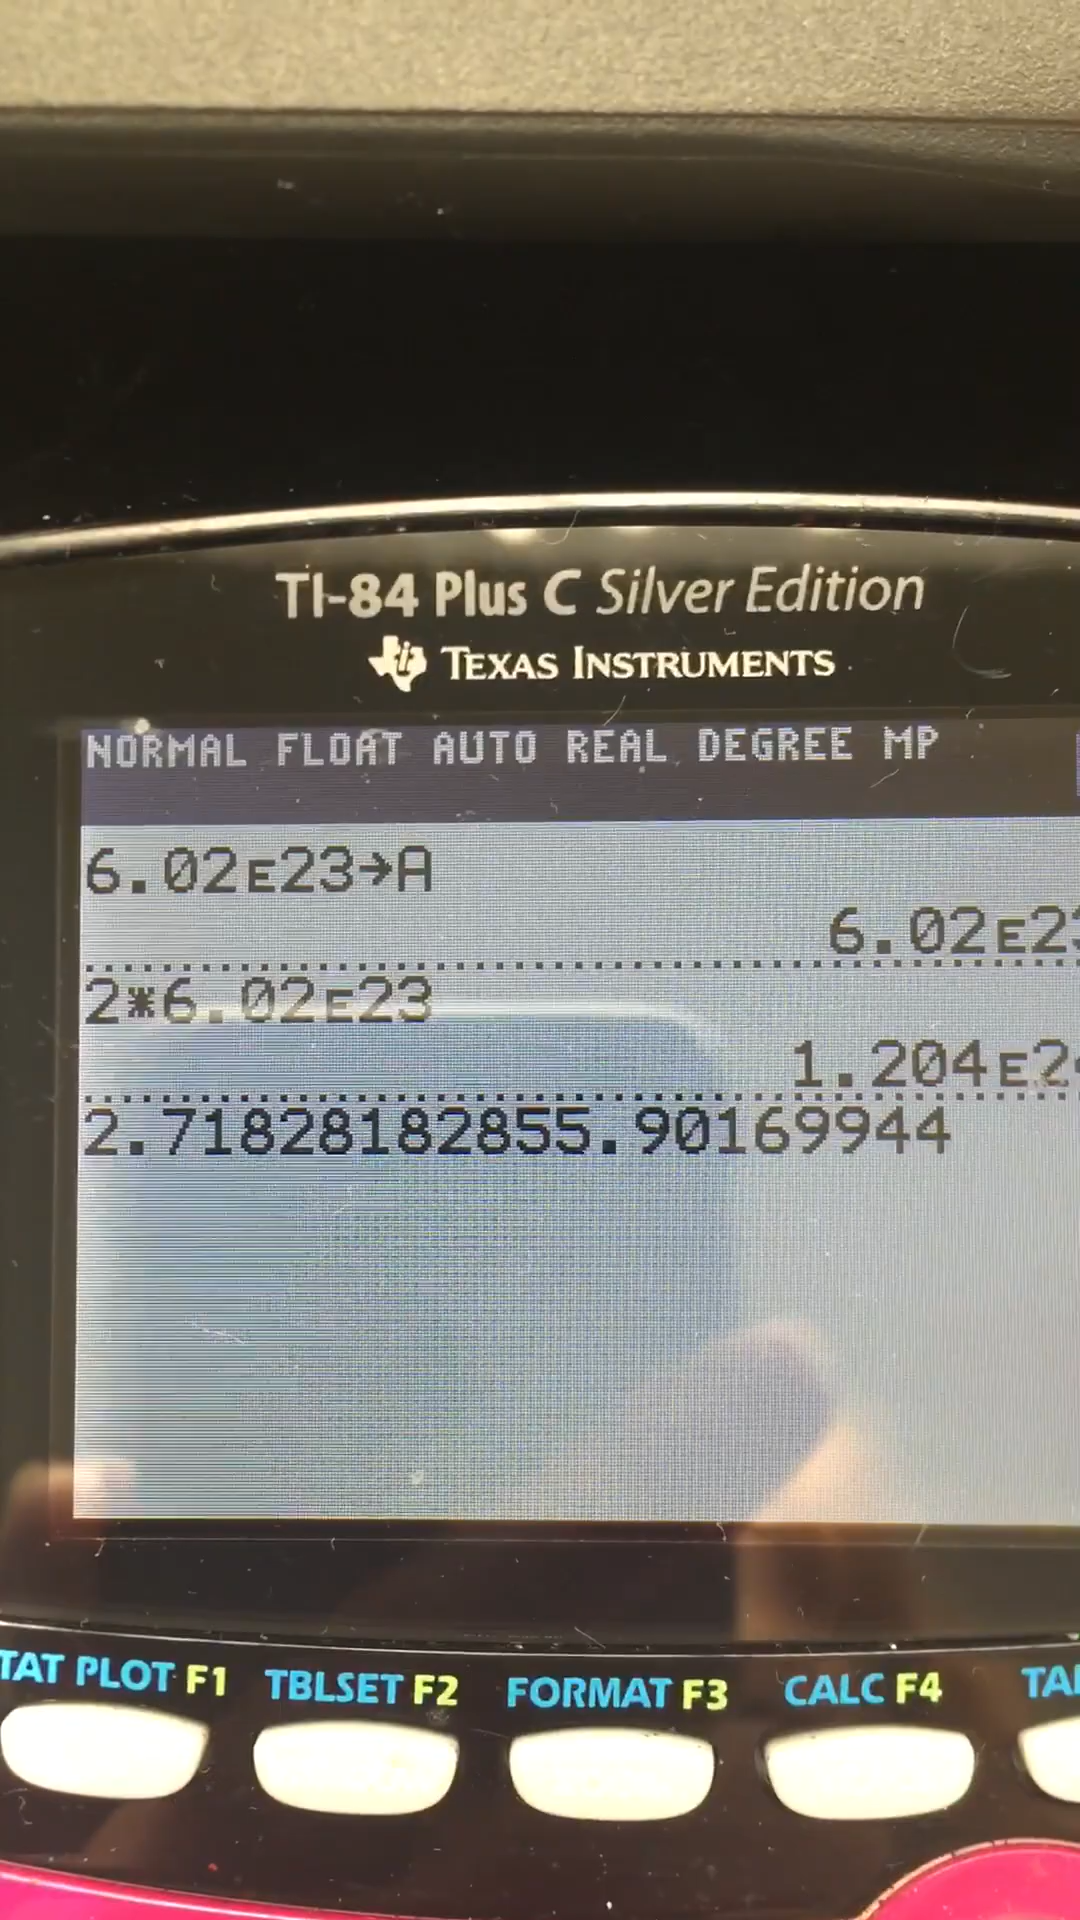 TI-84 Plus C Silver Edition
TEXAS INSTRUMENTS
NORMAL FLOAT AUTO REAL DEGREE MP
6.02E23→A
6.02E23
2*6.02E23
1.204E2
2.71828182855.90169944
TAT PLOT F1 TBLSET F2 FORMAT F3 CALC F4 TA